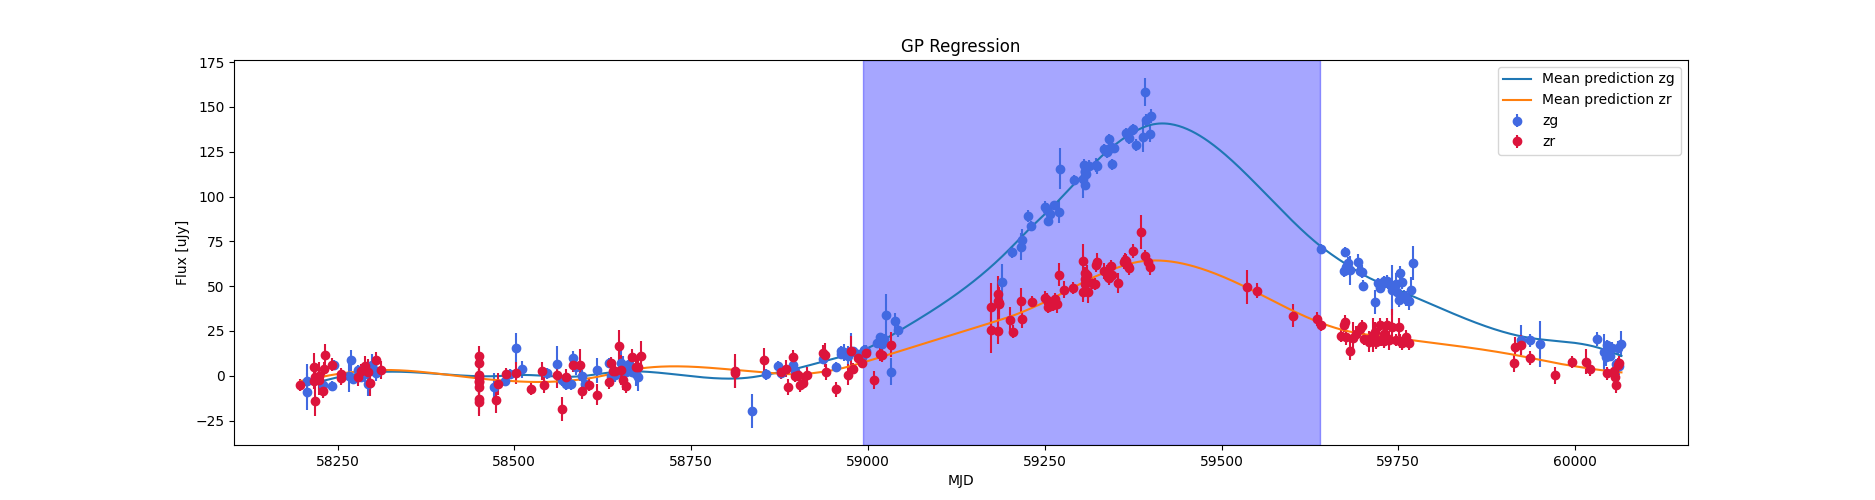 GP Regression
175
150
125
100
75
50
25
0
−25
Flux [uJy]
Mean prediction zg
Mean prediction zr
zg
zr
58250 58500 58750 59000 59250 59500 59750 60000
MJD